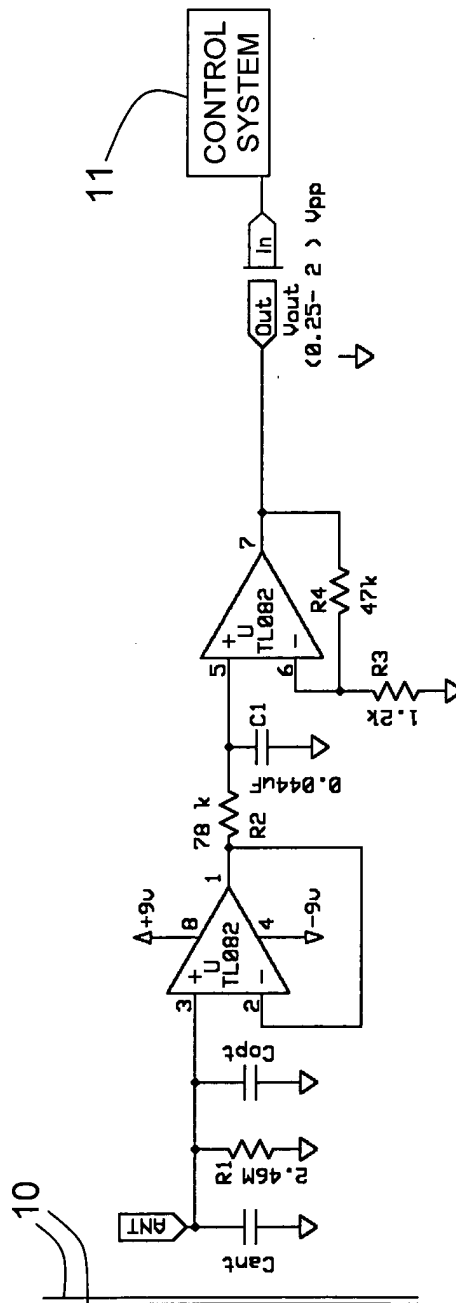 10
ANT
Cant
R1
2.46M
Copt
3
2
+
-
U
TL082
8
+9v
4
-9v
1
78 k
R2
C1
0.044uF
5
6
+
-
U
TL082
7
R4
47k
R3
1.2k
Out
Vout
(0.25- 2 ) Vpp
In
11
CONTROL
SYSTEM